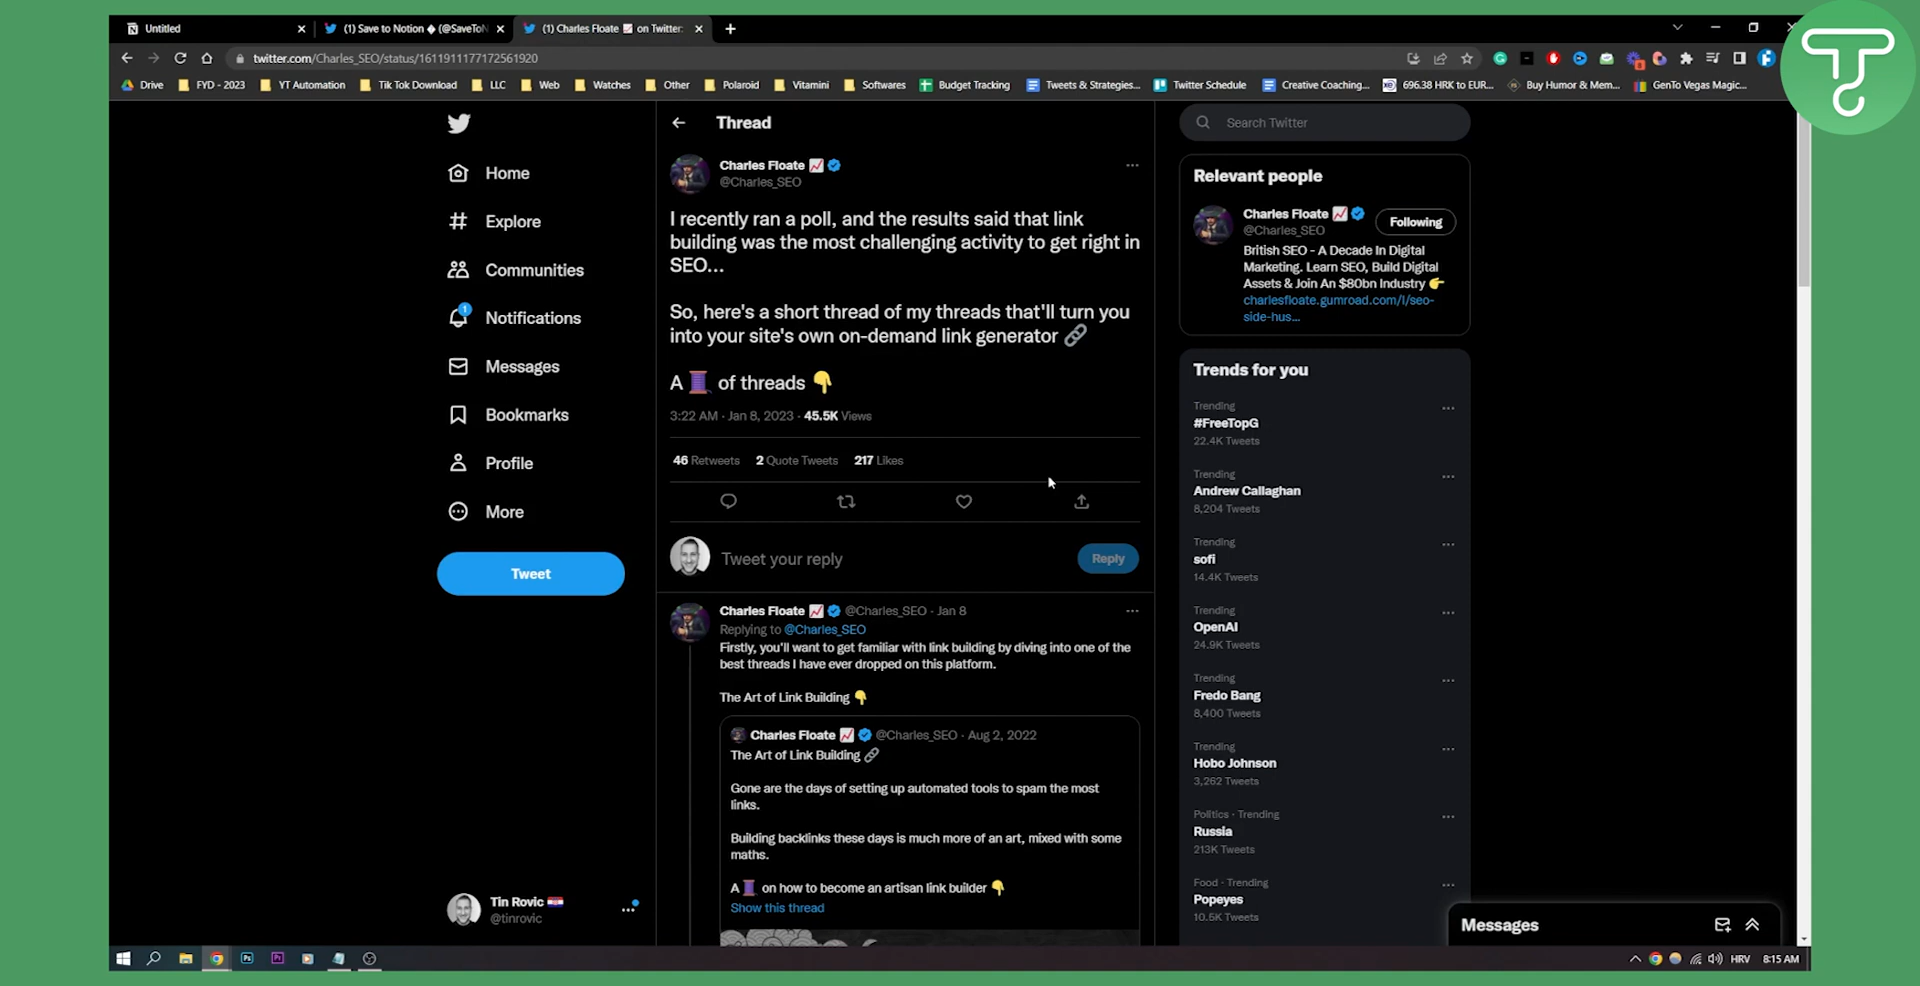 Untitled
(1) Save to Notion ◆ (@SaveToN
(1) Charles Floate 📈 on Twitter:
twitter.com/Charles_SEO/status/1611911177172561920
Drive
FYD - 2023
YT Automation
Tik Tok Download
LLC
Web
Watches
Other
Polaroid
Vitamini
Softwares
Budget Tracking
Tweets & Strategies...
Twitter Schedule
Creative Coaching...
696.38 HRK to EUR...
Buy Humor & Mem...
GenTo Vegas Magic...
Home
Explore
Communities
1
Notifications
Messages
Bookmarks
Profile
More
Tweet
Tin Rovic 🇭🇷
@tinrovic
Thread
Charles Floate 📈
@Charles_SEO
I recently ran a poll, and the results said that link
building was the most challenging activity to get right in
SEO...
So, here's a short thread of my threads that'll turn you
into your site's own on-demand link generator 🔗
A 🧵 of threads 👇
3:22 AM · Jan 8, 2023 · 45.5K Views
46 Retweets 2 Quote Tweets 217 Likes
Tweet your reply
Reply
Charles Floate 📈 @Charles_SEO · Jan 8
Replying to @Charles_SEO
Firstly, you'll want to get familiar with link building by diving into one of the
best threads I have ever dropped on this platform.
The Art of Link Building 👇
Charles Floate 📈 @Charles_SEO · Aug 2, 2022
The Art of Link Building 🔗
Gone are the days of setting up automated tools to spam the most
links.
Building backlinks these days is much more of an art, mixed with some
maths.
A 🧵 on how to become an artisan link builder 👇
Show this thread
Search Twitter
Relevant people
Charles Floate 📈
@Charles_SEO
Following
British SEO - A Decade In Digital
Marketing. Learn SEO, Build Digital
Assets & Join An $80bn Industry 👉
charlesfloate.gumroad.com/l/seo-
side-hus...
Trends for you
Trending
#FreeTopG
22.4K Tweets
Trending
Andrew Callaghan
8,204 Tweets
Trending
sofi
14.4K Tweets
Trending
OpenAI
24.9K Tweets
Trending
Fredo Bang
8,400 Tweets
Trending
Hobo Johnson
3,262 Tweets
Politics · Trending
Russia
213K Tweets
Food · Trending
Popeyes
10.5K Tweets
Messages
Ps
Pr
HRV
8:15 AM